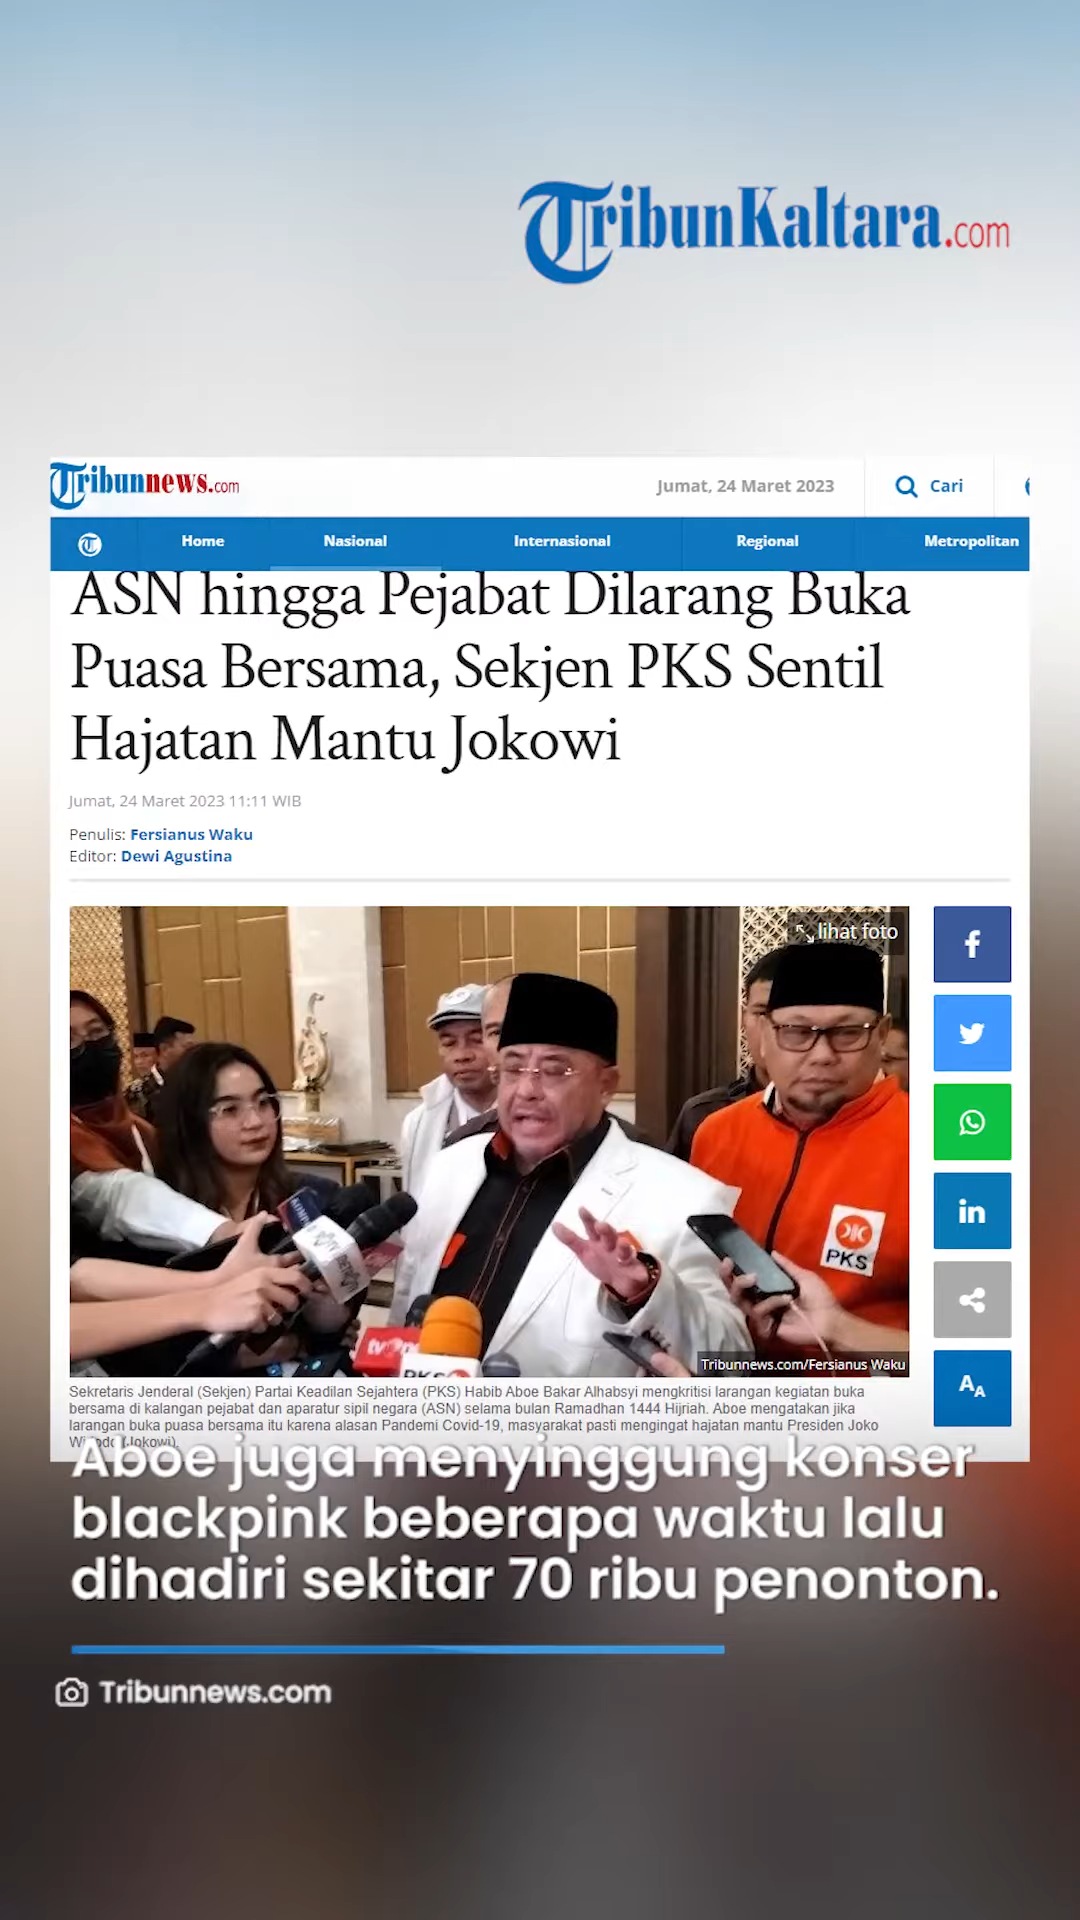 TribunKaltara.com
Tribunnews.com
Jumat, 24 Maret 2023
Cari
Home
Nasional
Internasional
Regional
Metropolitan
ASN hingga Pejabat Dilarang Buka
Puasa Bersama, Sekjen PKS Sentil
Hajatan Mantu Jokowi
Jumat, 24 Maret 2023 11:11 WIB
Penulis: Fersianus Waku
Editor: Dewi Agustina
lihat foto
PKS
tvOne
PKS
Tribunnews.com/Fersianus Waku
AA
Sekretaris Jenderal (Sekjen) Partai Keadilan Sejahtera (PKS) Habib Aboe Bakar Alhabsyi mengkritisi larangan kegiatan buka
bersama di kalangan pejabat dan aparatur sipil negara (ASN) selama bulan Ramadhan 1444 Hijriah. Aboe mengatakan jika
larangan buka puasa bersama itu karena alasan Pandemi Covid-19, masyarakat pasti mengingat hajatan mantu Presiden Joko
Widodo (Jokowi).
Aboe juga menyinggung konser
blackpink beberapa waktu lalu
dihadiri sekitar 70 ribu penonton.
Tribunnews.com